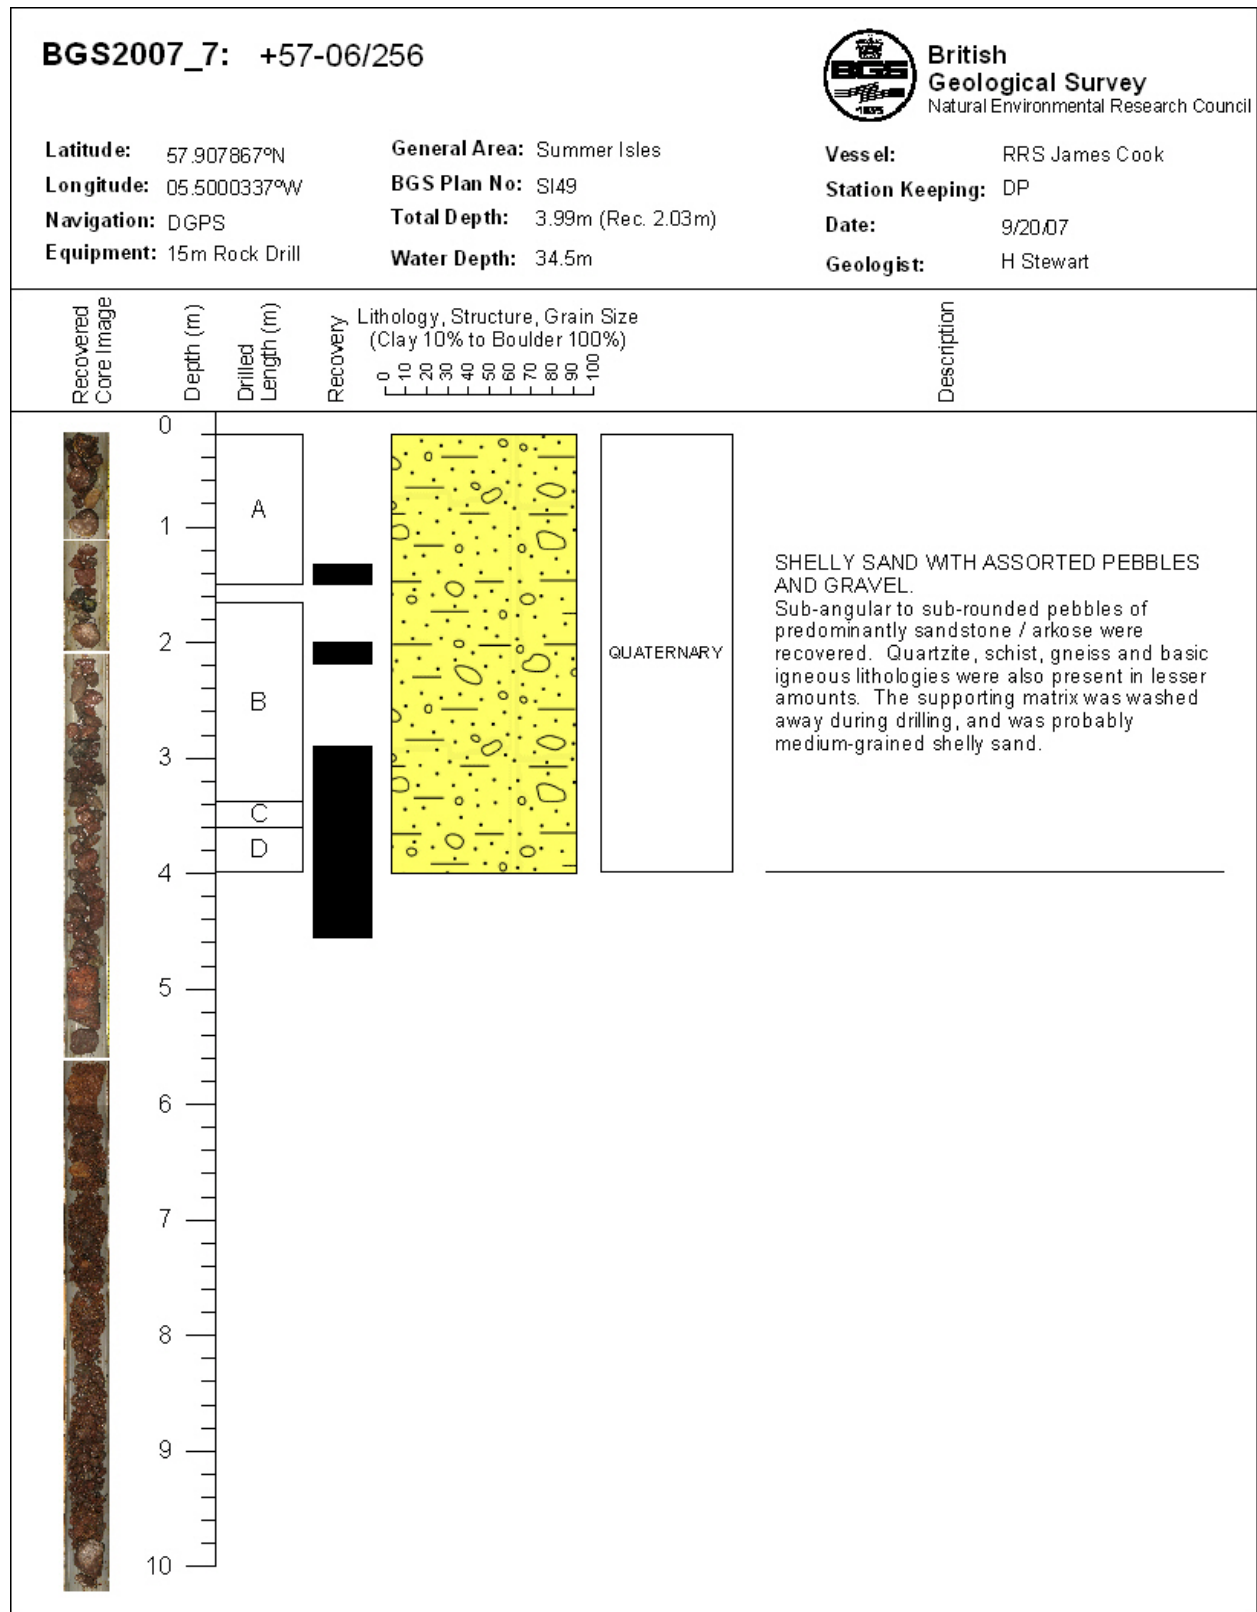 BGS2007_7: +57-06/256
BGS
1835
British
Geological Survey
Natural Environmental Research Council
Latitude: 57.907867ºN
Longitude: 05.5000337ºW
Navigation: DGPS
Equipment: 15m Rock Drill
General Area: Summer Isles
BGS Plan No: SI49
Total Depth: 3.99m (Rec. 2.03m)
Water Depth: 34.5m
Vessel: RRS James Cook
Station Keeping: DP
Date: 9/20/07
Geologist: H Stewart
Recovered
Core Image
Depth (m)
Drilled
Length (m)
Recovery
Lithology, Structure, Grain Size
(Clay 10% to Boulder 100%)
0 10 20 30 40 50 60 70 80 90 100
Description
0
1
2
3
4
5
6
7
8
9
10
A
B
C
D
QUATERNARY
SHELLY SAND WITH ASSORTED PEBBLES
AND GRAVEL.
Sub-angular to sub-rounded pebbles of
predominantly sandstone / arkose were
recovered. Quartzite, schist, gneiss and basic
igneous lithologies were also present in lesser
amounts. The supporting matrix was washed
away during drilling, and was probably
medium-grained shelly sand.